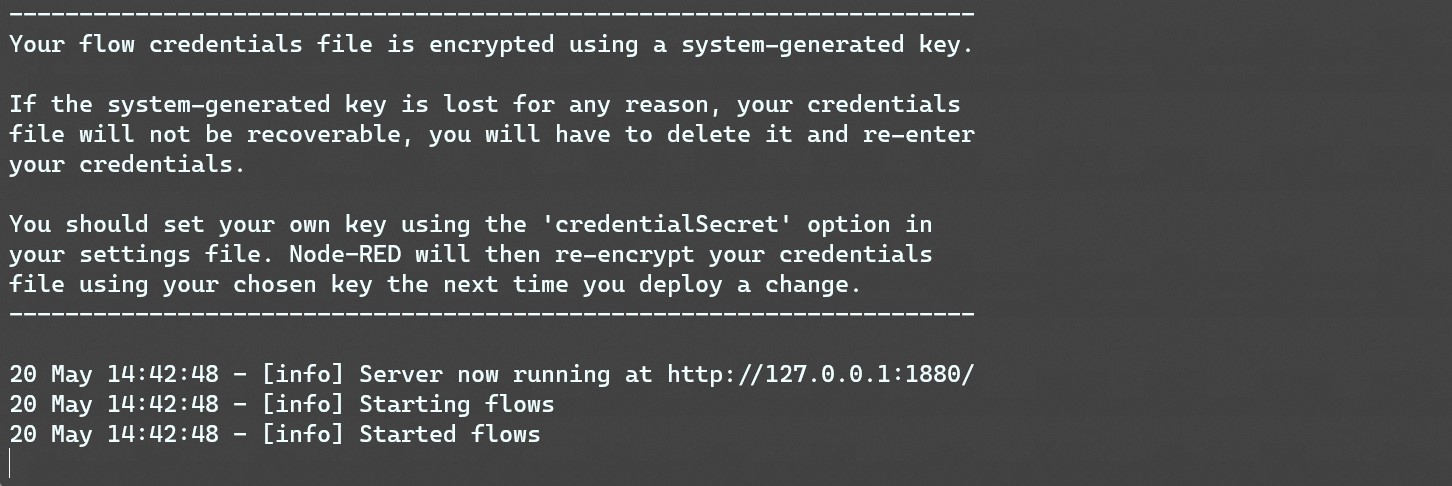 ---------------------------------------------------------------------
Your flow credentials file is encrypted using a system-generated key.
If the system-generated key is lost for any reason, your credentials
file will not be recoverable, you will have to delete it and re-enter
your credentials.
You should set your own key using the 'credentialSecret' option in
your settings file. Node-RED will then re-encrypt your credentials
file using your chosen key the next time you deploy a change.
---------------------------------------------------------------------
20 May 14:42:48 - [info] Server now running at http://127.0.0.1:1880/
20 May 14:42:48 - [info] Starting flows
20 May 14:42:48 - [info] Started flows